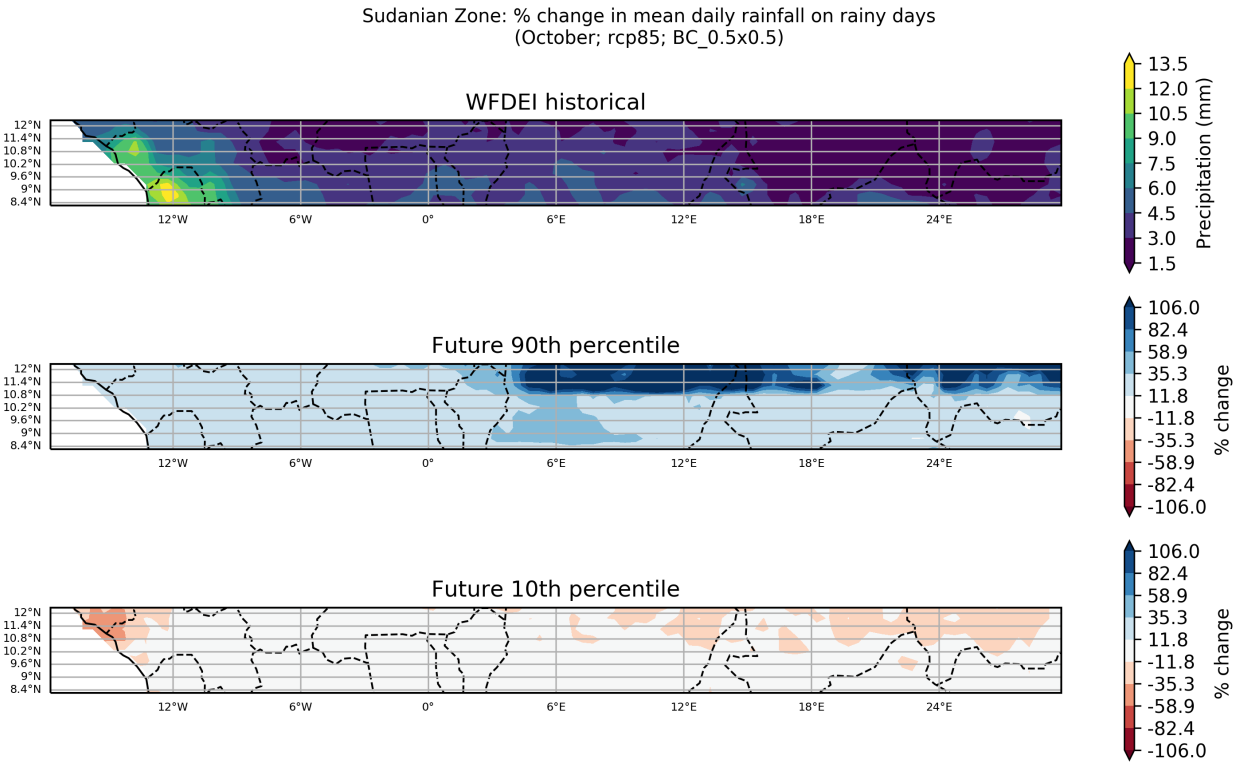 Sudanian Zone: % change in mean daily rainfall on rainy days
(October; rcp85; BC_0.5x0.5)
WFDEI historical
12°N
11.4°N
10.8°N
10.2°N
9.6°N
9°N
8.4°N
12°W 6°W 0° 6°E 12°E 18°E 24°E
13.5
12.0
10.5
9.0
7.5
6.0
4.5
3.0
1.5
Precipitation (mm)
Future 90th percentile
12°N
11.4°N
10.8°N
10.2°N
9.6°N
9°N
8.4°N
12°W 6°W 0° 6°E 12°E 18°E 24°E
106.0
82.4
58.9
35.3
11.8
-11.8
-35.3
-58.9
-82.4
-106.0
% change
Future 10th percentile
12°N
11.4°N
10.8°N
10.2°N
9.6°N
9°N
8.4°N
12°W 6°W 0° 6°E 12°E 18°E 24°E
106.0
82.4
58.9
35.3
11.8
-11.8
-35.3
-58.9
-82.4
-106.0
% change